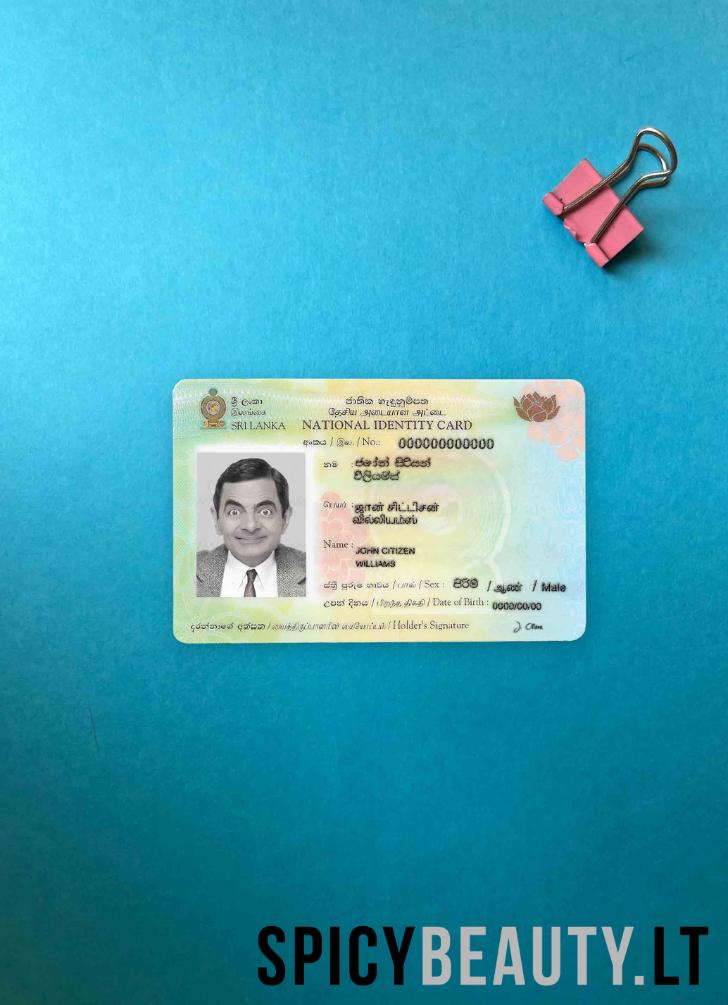 ශ්‍රී ලංකා
இலங்கை
SRI LANKA
ජාතික හැඳුනුම්පත
தேசிய அடையாள அட்டை
NATIONAL IDENTITY CARD
අංකය / இல. / No.: 000000000000
නම :
විලියම්ස්
பெயர் : ஜான் சிட்டிசன்
வில்லியம்ஸ்
Name : JOHN CITIZEN
WILLIAMS
ස්ත්‍රී පුරුෂ භාවය / பால் / Sex : / ஆண் / Male
උපන් දිනය / பிறந்த திகதி / Date of Birth : 0000/00/00
දරන්නාගේ අත්සන / / Holder's Signature
SPICYBEAUTY.LT